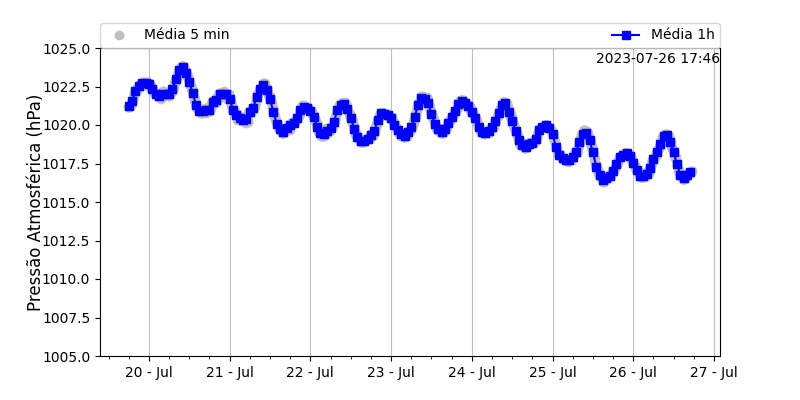 Média 5 min
Média 1h
2023-07-26 17:46
Pressão Atmosférica (hPa)
1025.0
1022.5
1020.0
1017.5
1015.0
1012.5
1010.0
1007.5
1005.0
20 - Jul
21 - Jul
22 - Jul
23 - Jul
24 - Jul
25 - Jul
26 - Jul
27 - Jul